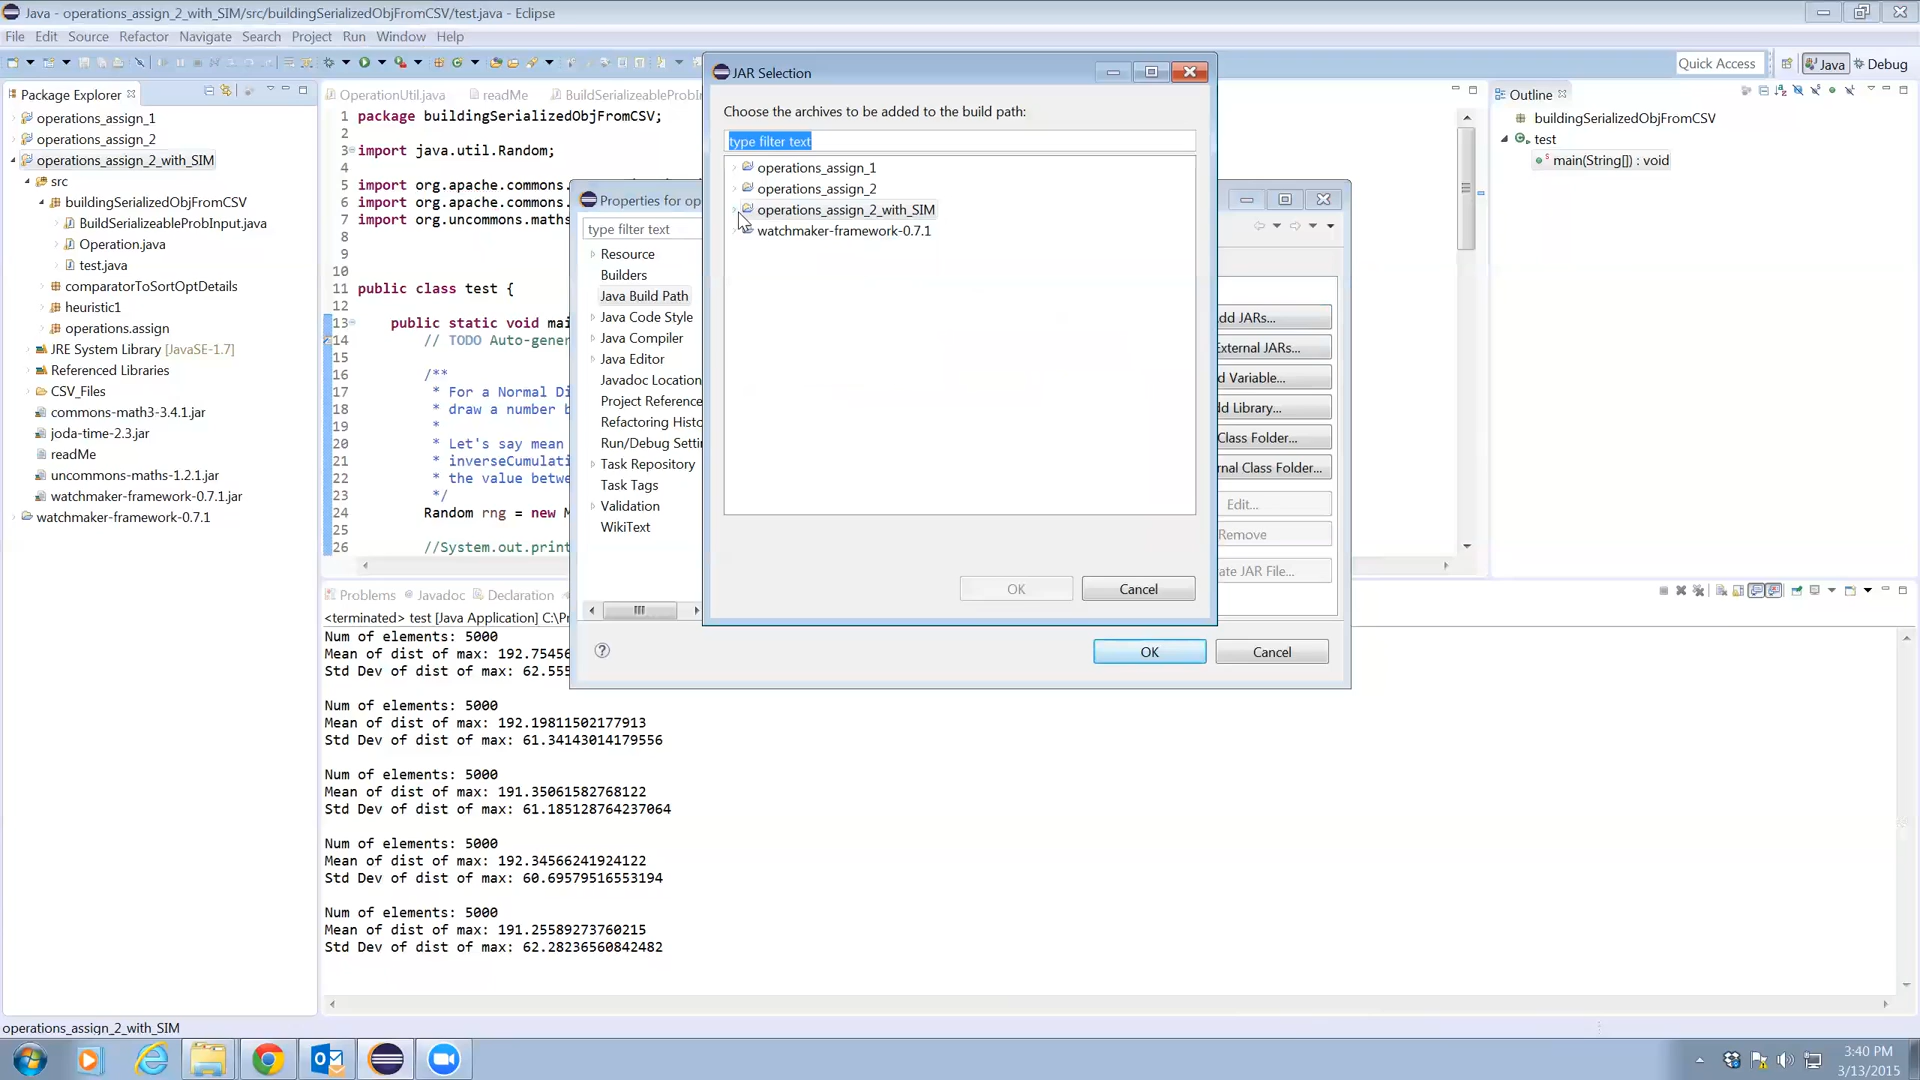 Java - operations_assign_2_with_SIM/src/buildingSerializedObjFromCSV/test.java - Eclipse
File Edit Source Refactor Navigate Search Project Run Window Help
Quick Access
Java
Debug
Package Explorer
operations_assign_1
operations_assign_2
operations_assign_2_with_SIM
src
buildingSerializedObjFromCSV
BuildSerializeableProbInput.java
Operation.java
test.java
comparatorToSortOptDetails
heuristic1
operations.assign
JRE System Library [JavaSE-1.7]
Referenced Libraries
CSV_Files
commons-math3-3.4.1.jar
joda-time-2.3.jar
readMe
uncommons-maths-1.2.1.jar
watchmaker-framework-0.7.1.jar
watchmaker-framework-0.7.1
OperationUtil.java readMe BuildSerializeableProbI
1 package buildingSerializedObjFromCSV;
2
3 import java.util.Random;
4
5 import org.apache.commons.
6 import org.apache.commons.
7 import org.uncommons.maths
8
9
10
11 public class test {
12
13 public static void mai
14 // TODO Auto-gener
15
16 /**
17 * For a Normal Di
18 * draw a number b
19 *
20 * Let's say mean
21 * inverseCumulati
22 * the value betwe
23 */
24 Random rng = new M
25
26 //System.out.print
Properties for op
type filter text
Resource
Builders
Java Build Path
Java Code Style
Java Compiler
Java Editor
Javadoc Location
Project Reference
Refactoring Histo
Run/Debug Setti
Task Repository
Task Tags
Validation
WikiText
dd JARs...
External JARs...
d Variable...
dd Library...
Class Folder...
rnal Class Folder...
Edit...
Remove
ate JAR File...
OK
Cancel
JAR Selection
Choose the archives to be added to the build path:
type filter text
operations_assign_1
operations_assign_2
operations_assign_2_with_SIM
watchmaker-framework-0.7.1
OK
Cancel
Outline
buildingSerializedObjFromCSV
test
main(String[]) : void
Problems @ Javadoc Declaration
<terminated> test [Java Application] C:\P
Num of elements: 5000
Mean of dist of max: 192.75456
Std Dev of dist of max: 62.555
Num of elements: 5000
Mean of dist of max: 192.19811502177913
Std Dev of dist of max: 61.34143014179556
Num of elements: 5000
Mean of dist of max: 191.35061582768122
Std Dev of dist of max: 61.185128764237064
Num of elements: 5000
Mean of dist of max: 192.34566241924122
Std Dev of dist of max: 60.69579516553194
Num of elements: 5000
Mean of dist of max: 191.25589273760215
Std Dev of dist of max: 62.28236560842482
operations_assign_2_with_SIM
3:40 PM
3/13/2015